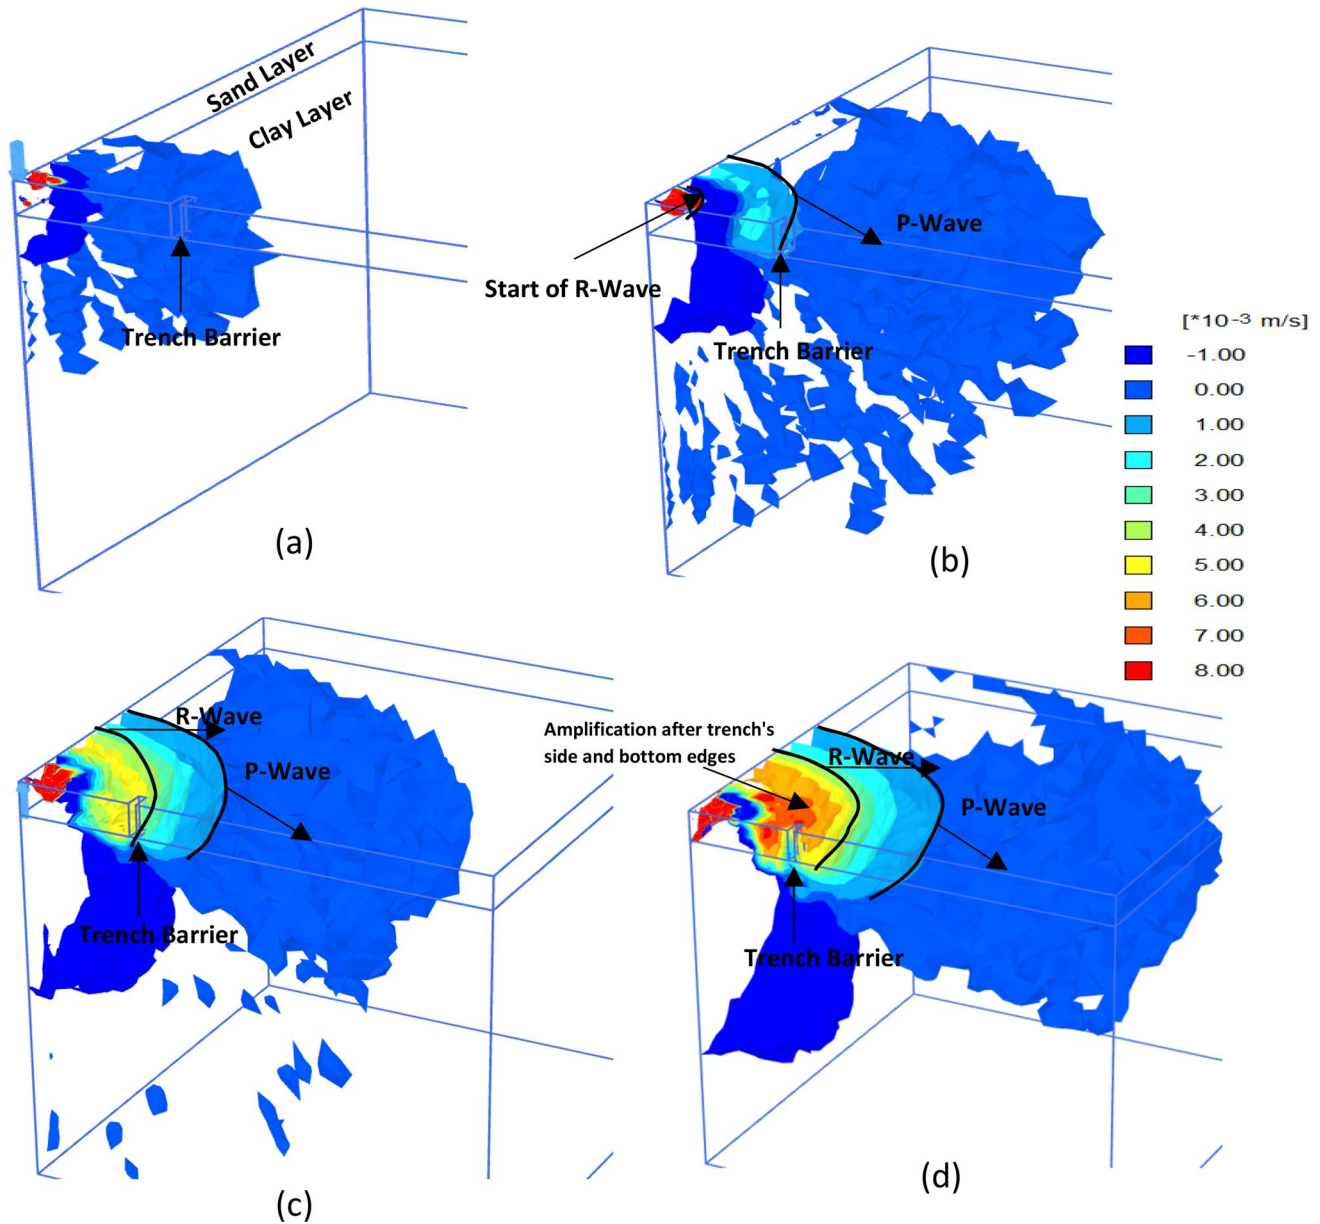 Sand Layer
Clay Layer
Trench Barrier
(a)
P-Wave
Start of R-Wave
Trench Barrier
(b)
[*10-3 m/s]
-1.00
0.00
1.00
2.00
3.00
4.00
5.00
6.00
7.00
8.00
R-Wave
P-Wave
Trench Barrier
(c)
Amplification after trench's
side and bottom edges
R-Wave
P-Wave
Trench Barrier
(d)